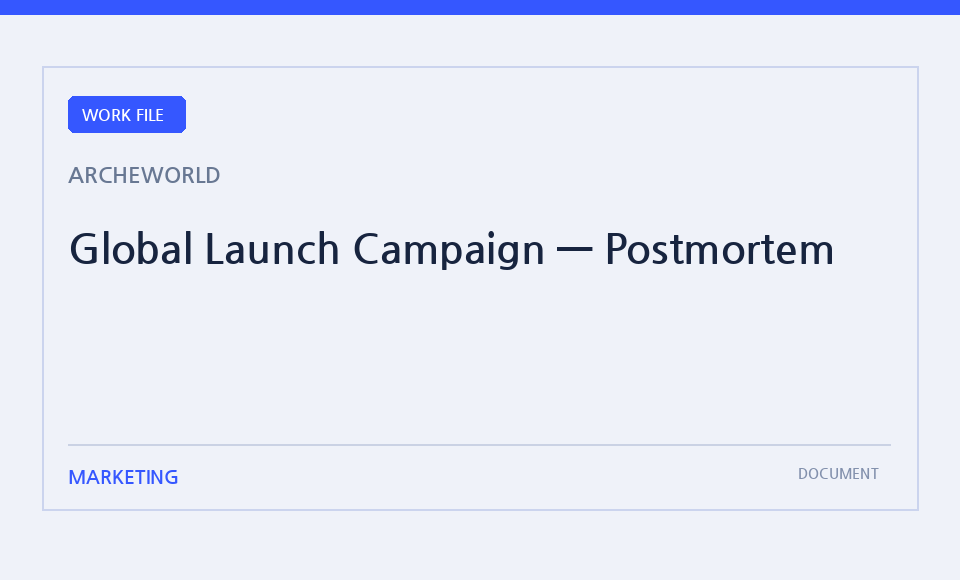 WORK FILE
ARCHEWORLD
Global Launch Campaign — Postmortem
MARKETING
DOCUMENT